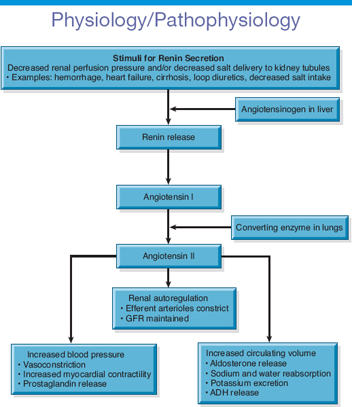 Physiology/Pathophysiology
Stimuli for Renin Secretion
Decreased renal perfusion pressure and/or decreased salt delivery to kidney tubules
• Examples: hemorrhage, heart failure, cirrhosis, loop diuretics, decreased salt intake
Angiotensinogen in liver
Renin release
Angiotensin I
Converting enzyme in lungs
Angiotensin II
Renal autoregulation
• Efferent arterioles constrict
• GFR maintained
Increased blood pressure
• Vasoconstriction
• Increased myocardial contractility
• Prostaglandin release
Increased circulating volume
• Aldosterone release
• Sodium and water reabsorption
• Potassium excretion
• ADH release